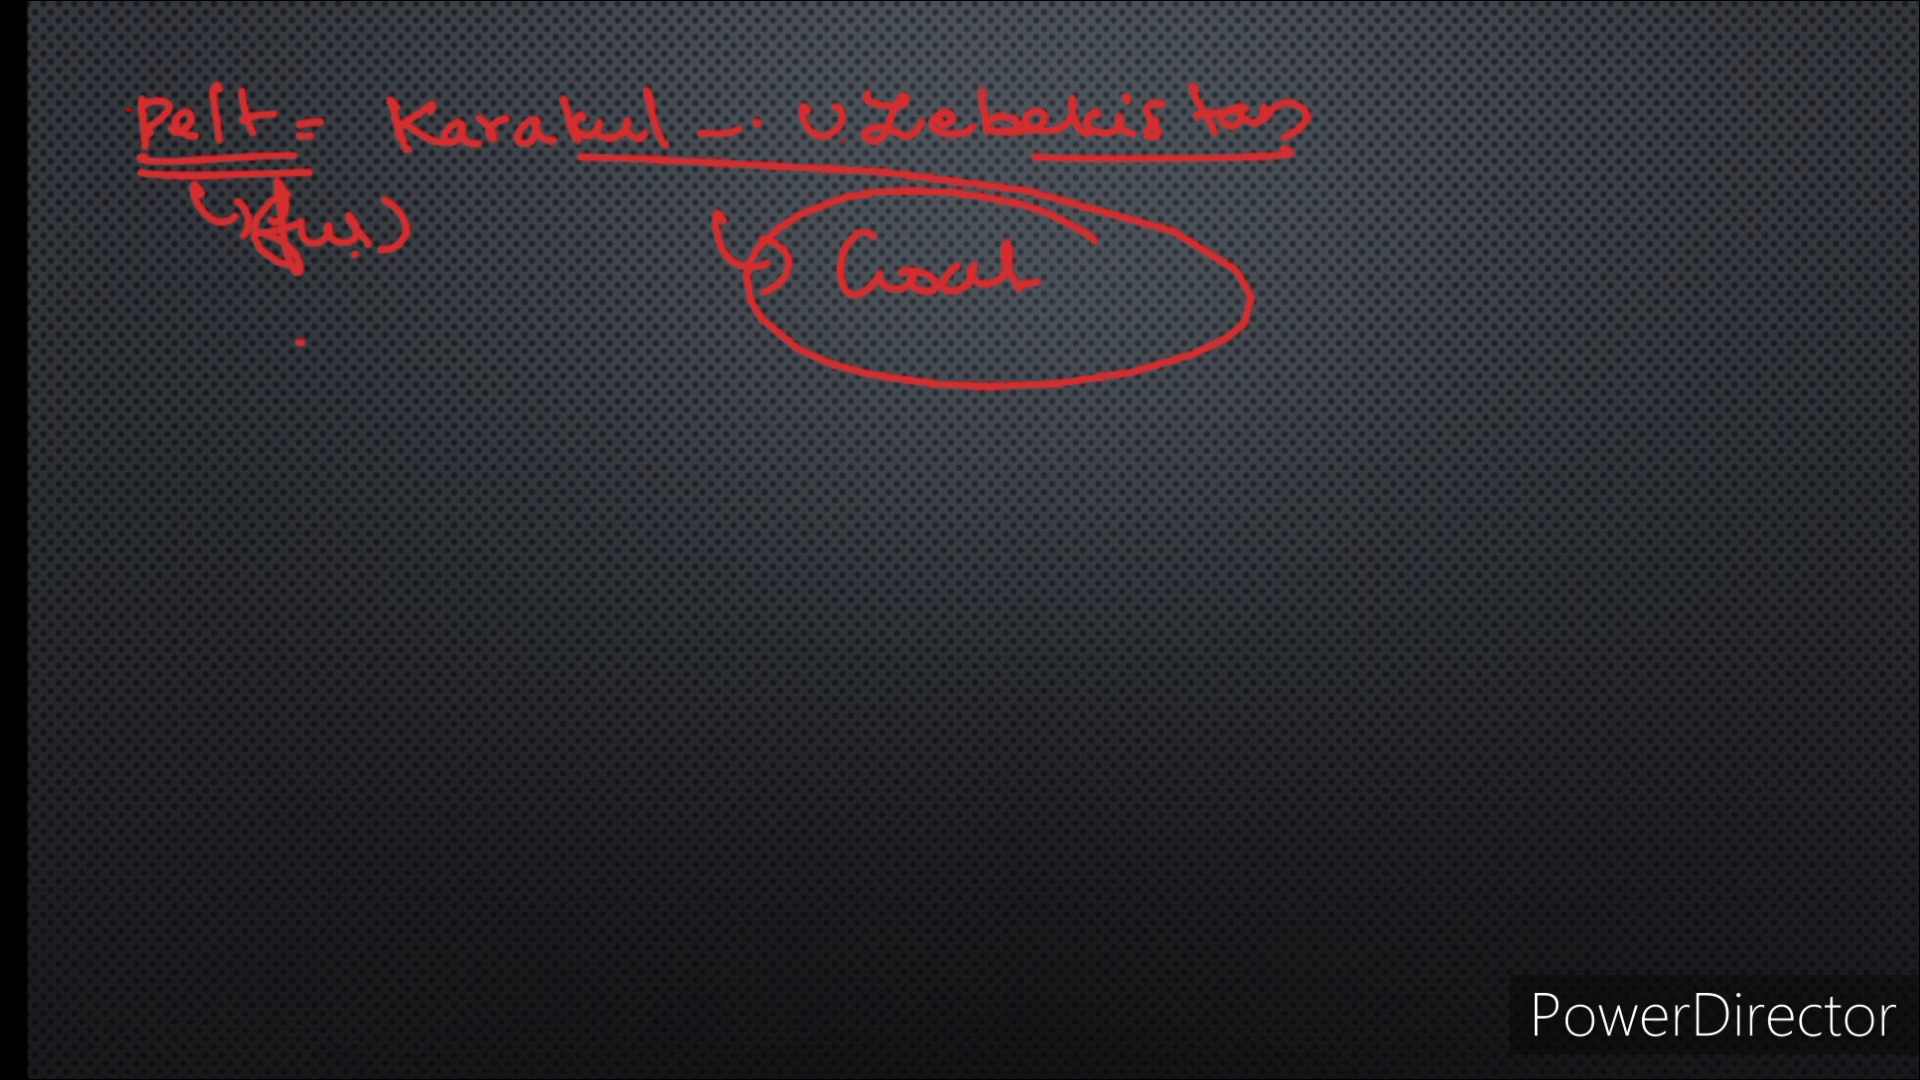 Pelt = Karakul - . UZebekistan
(fur)
Goat
PowerDirector